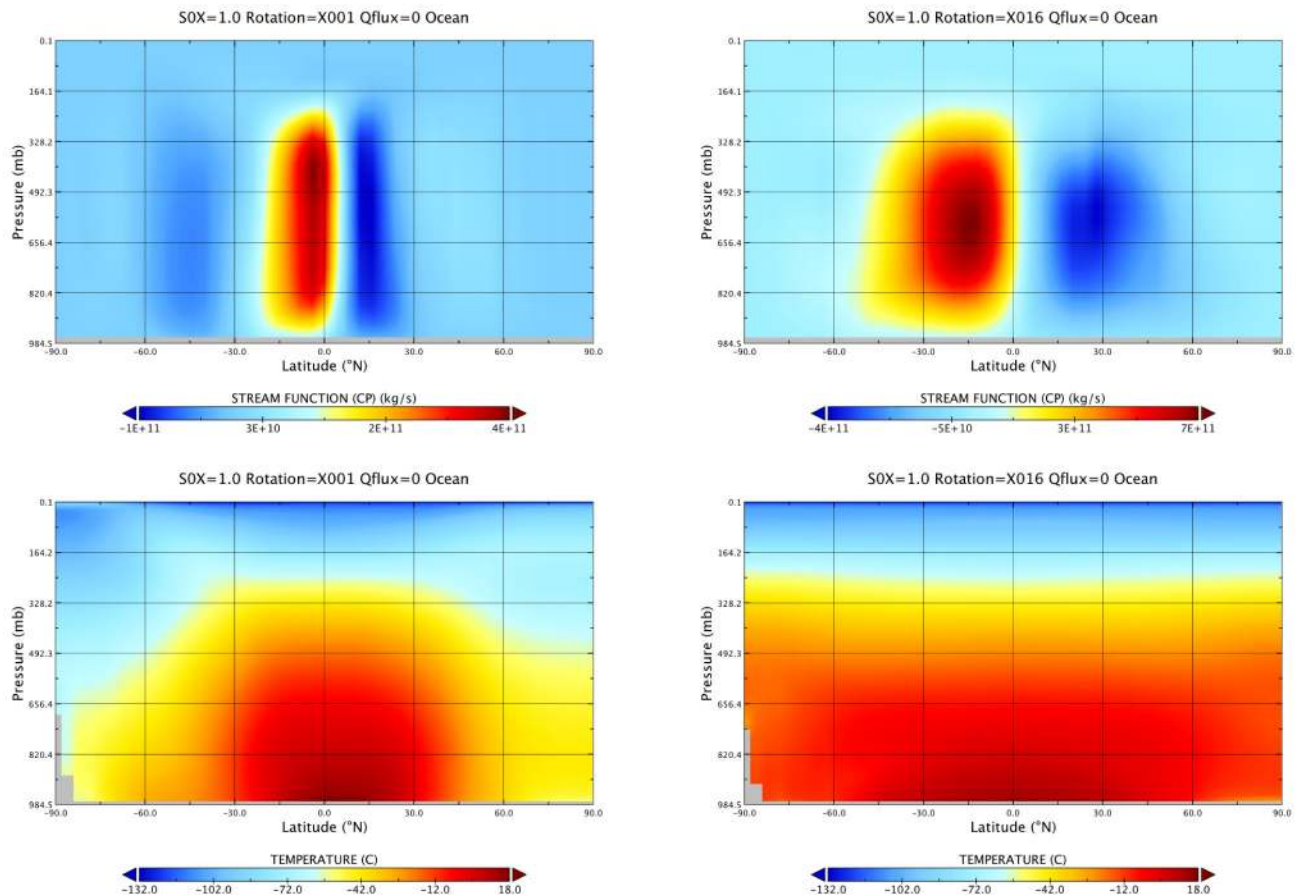 S0X=1.0 Rotation=X001 Qflux=0 Ocean
0.1
164.1
328.2
492.3
656.4
820.4
984.5
Pressure (mb)
-90.0 -60.0 -30.0 0.0 30.0 60.0 90.0
Latitude (°N)
STREAM FUNCTION (CP) (kg/s)
-1E+11 3E+10 2E+11 4E+11
S0X=1.0 Rotation=X016 Qflux=0 Ocean
0.1
164.1
328.2
492.3
656.4
820.4
984.5
Pressure (mb)
-90.0 -60.0 -30.0 0.0 30.0 60.0 90.0
Latitude (°N)
STREAM FUNCTION (CP) (kg/s)
-4E+11 -5E+10 3E+11 7E+11
S0X=1.0 Rotation=X001 Qflux=0 Ocean
0.1
164.2
328.2
492.3
656.4
820.4
984.5
Pressure (mb)
-90.0 -60.0 -30.0 0.0 30.0 60.0 90.0
Latitude (°N)
TEMPERATURE (C)
-132.0 -102.0 -72.0 -42.0 -12.0 18.0
S0X=1.0 Rotation=X016 Qflux=0 Ocean
0.1
164.2
328.2
492.3
656.4
820.4
984.5
Pressure (mb)
-90.0 -60.0 -30.0 0.0 30.0 60.0 90.0
Latitude (°N)
TEMPERATURE (C)
-132.0 -102.0 -72.0 -42.0 -12.0 18.0